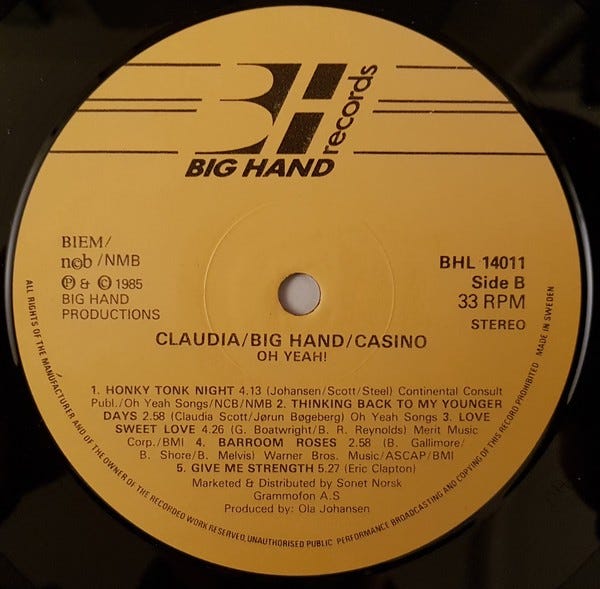 BH records
BIG HAND
BIEM/
ncb/NMB
Ⓟ & © 1985
BIG HAND
PRODUCTIONS
BHL 14011
Side B
33 RPM
STEREO
CLAUDIA/BIG HAND/CASINO
OH YEAH!
1. HONKY TONK NIGHT 4.13 (Johansen/Scott/Steel) Continental Consult
Publ./Oh Yeah Songs/NCB/NMB 2. THINKING BACK TO MY YOUNGER
DAYS 2.58 (Claudia Scott/Jørun Bøgeberg) Oh Yeah Songs 3. LOVE
SWEET LOVE 4.26 (G. Boatwright/B. R. Reynolds) Merit Music
Corp./BMI 4. BARROOM ROSES 2.58 (B. Gallimore/
B. Shore/B. Melvis) Warner Bros. Music/ASCAP/BMI
5. GIVE ME STRENGTH 5.27 (Eric Clapton)
Marketed & Distributed by Sonet Norsk
Grammofon A.S
Produced by: Ola Johansen
ALL RIGHTS OF THE MANUFACTURER AND OF THE OWNER OF THE RECORDED WORK RESERVED, UNAUTHORISED PUBLIC PERFORMANCE BROADCASTING AND COPYING OF THIS RECORD PROHIBITED MADE IN SWEDEN